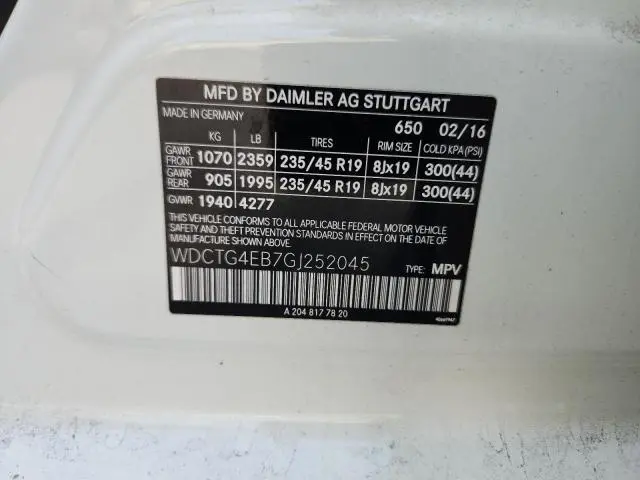 MFD BY DAIMLER AG STUTTGART
MADE IN GERMANY 650 02/16
KG LB TIRES RIM SIZE COLD KPA(PSI)
GAWR FRONT 1070 2359 235/45 R19 8Jx19 300(44)
GAWR REAR 905 1995 235/45 R19 8Jx19 300(44)
GVWR 1940 4277
THIS VEHICLE CONFORMS TO ALL APPLICABLE FEDERAL MOTOR VEHICLE
SAFETY AND THEFT PREVENTION STANDARDS IN EFFECT ON THE DATE OF
MANUFACTURE SHOWN ABOVE.
WDCTG4EB7GJ252045 TYPE: MPV
A 204 817 78 20